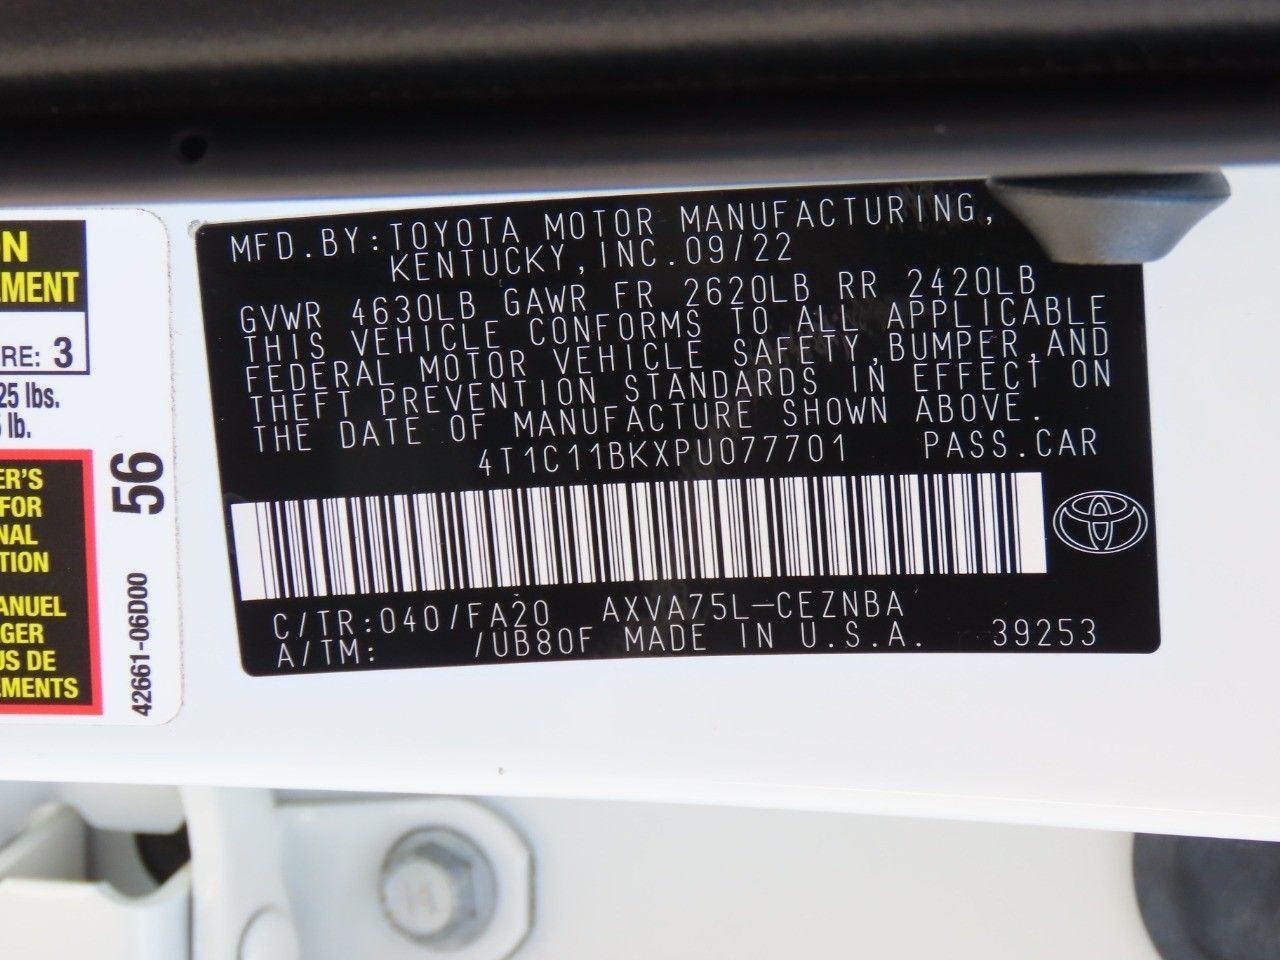 ON
EMENT
RE: 3
25 lbs.
lb.
ER'S
FOR
NAL
TION
ANUEL
GER
US DE
EMENTS
56
42661-06D00
MFD.BY:TOYOTA MOTOR MANUFACTURING,
KENTUCKY,INC.09/22
GVWR 4630LB GAWR FR 2620LB RR 2420LB
THIS VEHICLE CONFORMS TO ALL APPLICABLE
FEDERAL MOTOR VEHICLE SAFETY,BUMPER,AND
THEFT PREVENTION STANDARDS IN EFFECT ON
THE DATE OF MANUFACTURE SHOWN ABOVE.
4T1C11BKXPU077701 PASS.CAR
C/TR:040/FA20 AXVA75L-CEZNBA
A/TM: /UB80F MADE IN U.S.A. 39253